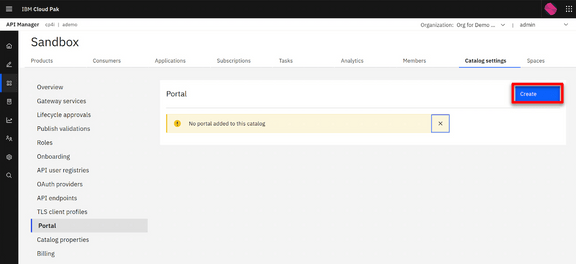 IBM Cloud Pak
API Manager cp4i | ademo Organization: Org for Demo ... | admin
Sandbox
Products Consumers Applications Subscriptions Tasks Analytics Members Catalog settings Spaces
Overview
Gateway services
Lifecycle approvals
Publish validations
Roles
Onboarding
API user registries
OAuth providers
API endpoints
TLS client profiles
Portal
Catalog properties
Billing
Portal
Create
No portal added to this catalog